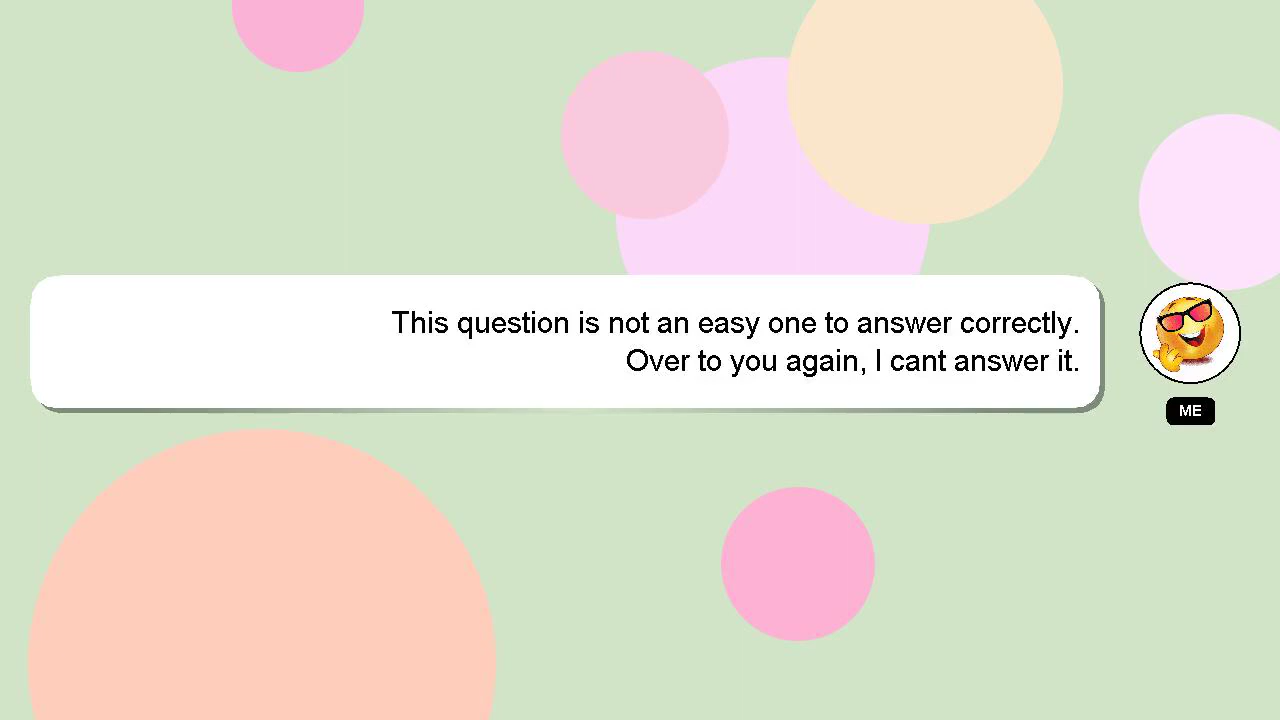 This question is not an easy one to answer correctly.
Over to you again, I cant answer it.
ME